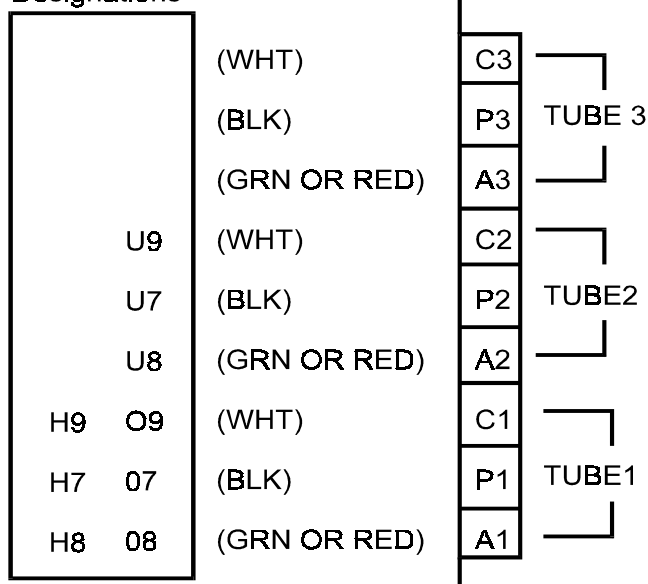 Designations
(WHT) C3
(BLK) P3 TUBE 3
(GRN OR RED) A3
U9 (WHT) C2
U7 (BLK) P2 TUBE2
U8 (GRN OR RED) A2
H9 O9 (WHT) C1
H7 07 (BLK) P1 TUBE1
H8 08 (GRN OR RED) A1